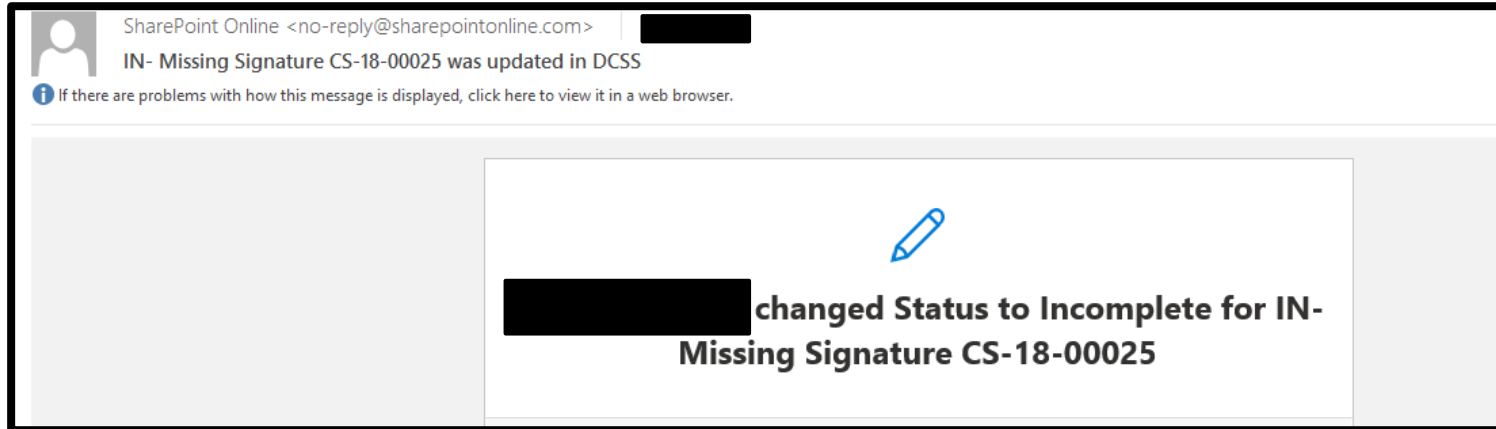 SharePoint Online <no-reply@sharepointonline.com>
IN- Missing Signature CS-18-00025 was updated in DCSS
If there are problems with how this message is displayed, click here to view it in a web browser.
changed Status to Incomplete for IN-
Missing Signature CS-18-00025